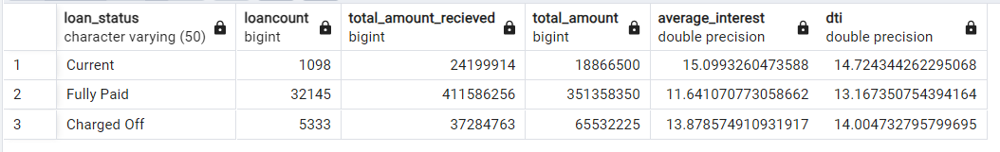 loan_status loancount total_amount_recieved total_amount average_interest dti
character varying (50) bigint bigint bigint double precision double precision
1 Current 1098 24199914 18866500 15.0993260473588 14.724344262295068
2 Fully Paid 32145 411586256 351358350 11.641070773058662 13.167350754394164
3 Charged Off 5333 37284763 65532225 13.878574910931917 14.004732795799695